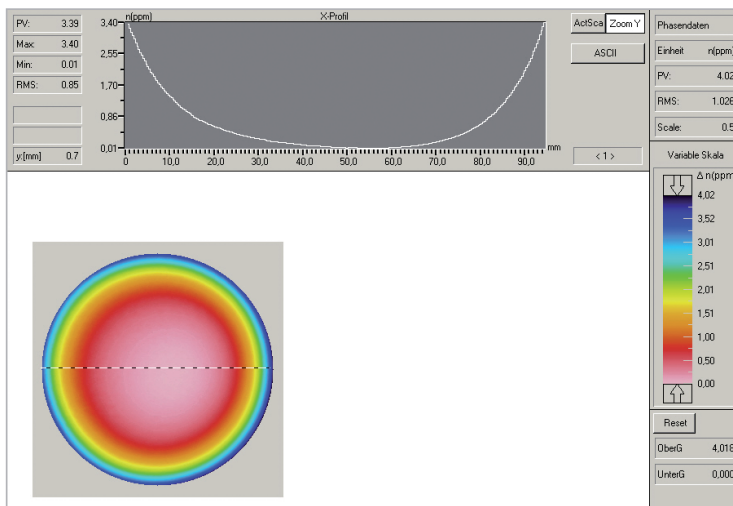 PV: 3.39
Max: 3.40
Min: 0.01
RMS: 0.85
y:[mm] 0.7
n(ppm) X-Profil
3,40
2,55
1,70
0,86
0,01
0 10,0 20,0 30,0 40,0 50,0 60,0 70,0 80,0 90,0 mm
ActSca Zoom Y
ASCII
< 1 >
Phasendaten
Einheit n(ppm)
PV: 4.02
RMS: 1.026
Scale: 0.5
Variable Skala
Δ n(ppm)
4,02
3,52
3,01
2,51
2,01
1,51
1,00
0,50
0,00
Reset
OberG 4,018
UnterG 0,000